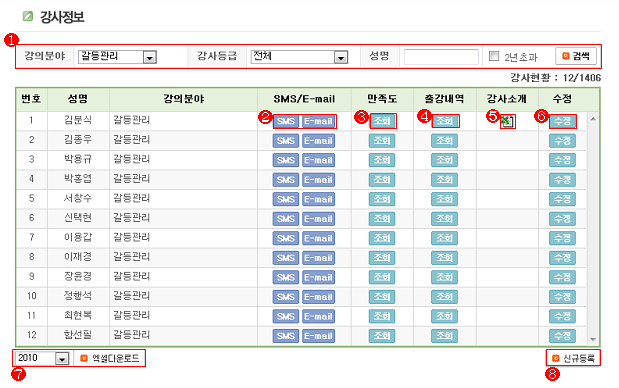 강사정보
1
강의분야 갈등관리 강사등급 전체 성명 2년초과 검색
강사현황 : 12/1406
번호 성명 강의분야 SMS/E-mail 만족도 출강내역 강사소개 수정
1 김분식 갈등관리 2 SMS E-mail 3 조회 4 조회 5 6 수정
2 김종우 갈등관리 SMS E-mail 조회 조회 수정
3 박용규 갈등관리 SMS E-mail 조회 조회 수정
4 박홍엽 갈등관리 SMS E-mail 조회 조회 수정
5 서창수 갈등관리 SMS E-mail 조회 조회 수정
6 신택현 갈등관리 SMS E-mail 조회 조회 수정
7 이용갑 갈등관리 SMS E-mail 조회 조회 수정
8 이재경 갈등관리 SMS E-mail 조회 조회 수정
9 장윤경 갈등관리 SMS E-mail 조회 조회 수정
10 정행석 갈등관리 SMS E-mail 조회 조회 수정
11 최현복 갈등관리 SMS E-mail 조회 조회 수정
12 함선필 갈등관리 SMS E-mail 조회 조회 수정
2010 엑셀다운로드 신규등록
7 8